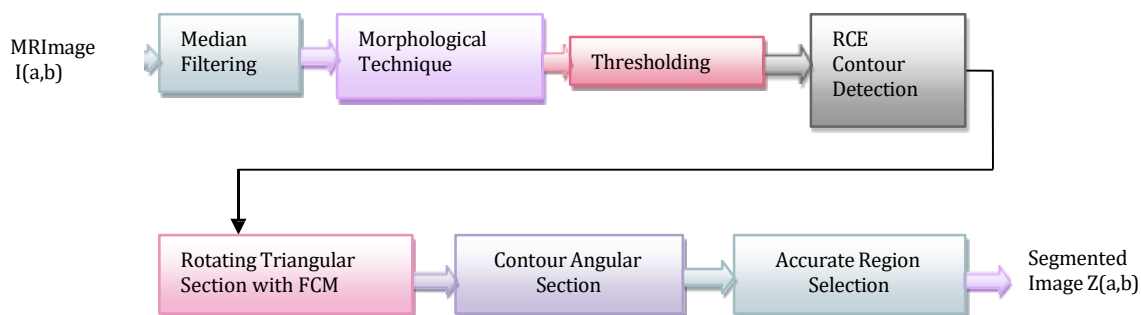 MRImage
I(a,b)
Median
Filtering
Morphological
Technique
Thresholding
RCE
Contour
Detection
Rotating Triangular
Section with FCM
Contour Angular
Section
Accurate Region
Selection
Segmented
Image Z(a,b)